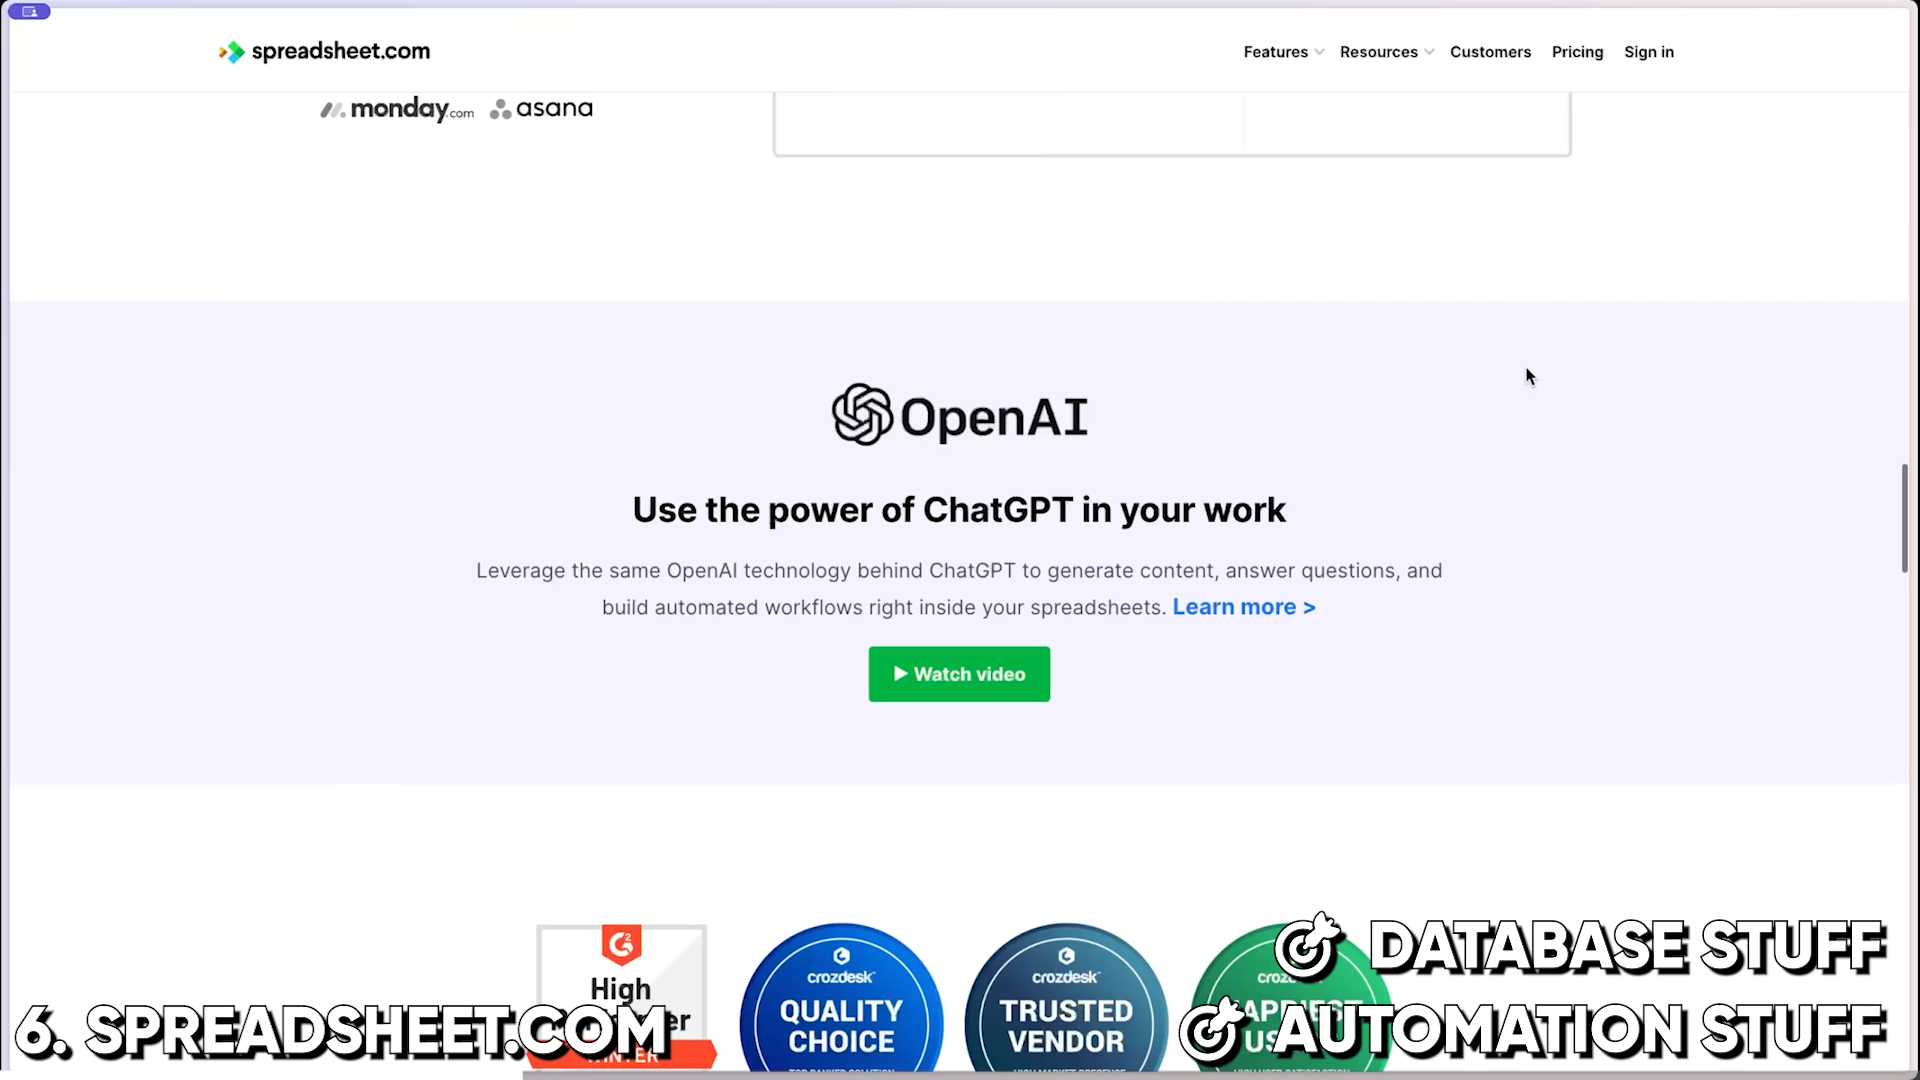 spreadsheet.com
Features
Resources
Customers
Pricing
Sign in
monday.com
asana
OpenAI
Use the power of ChatGPT in your work
Leverage the same OpenAI technology behind ChatGPT to generate content, answer questions, and
build automated workflows right inside your spreadsheets. Learn more >
Watch video
High
WINTER
crozdesk
QUALITY
CHOICE
crozdesk
TRUSTED
VENDOR
DATABASE STUFF
AUTOMATION STUFF
6. SPREADSHEET.COM